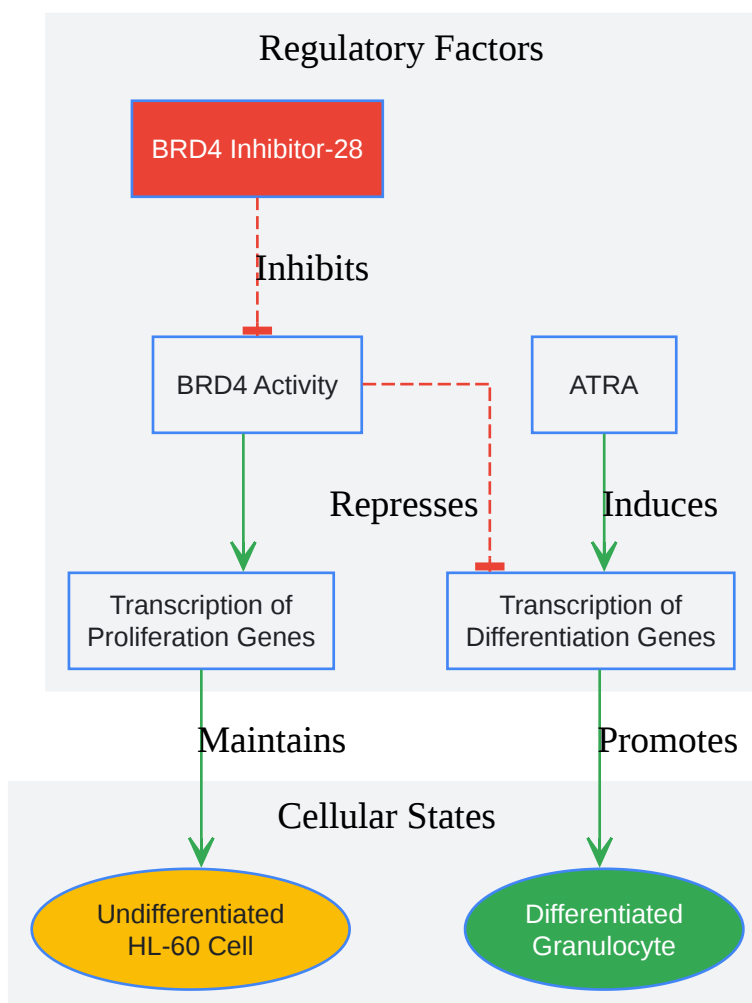 Regulatory Factors
BRD4 Inhibitor-28
Inhibits
BRD4 Activity
ATRA
Represses
Induces
Transcription of
Proliferation Genes
Transcription of
Differentiation Genes
Maintains
Promotes
Cellular States
Undifferentiated
HL-60 Cell
Differentiated
Granulocyte